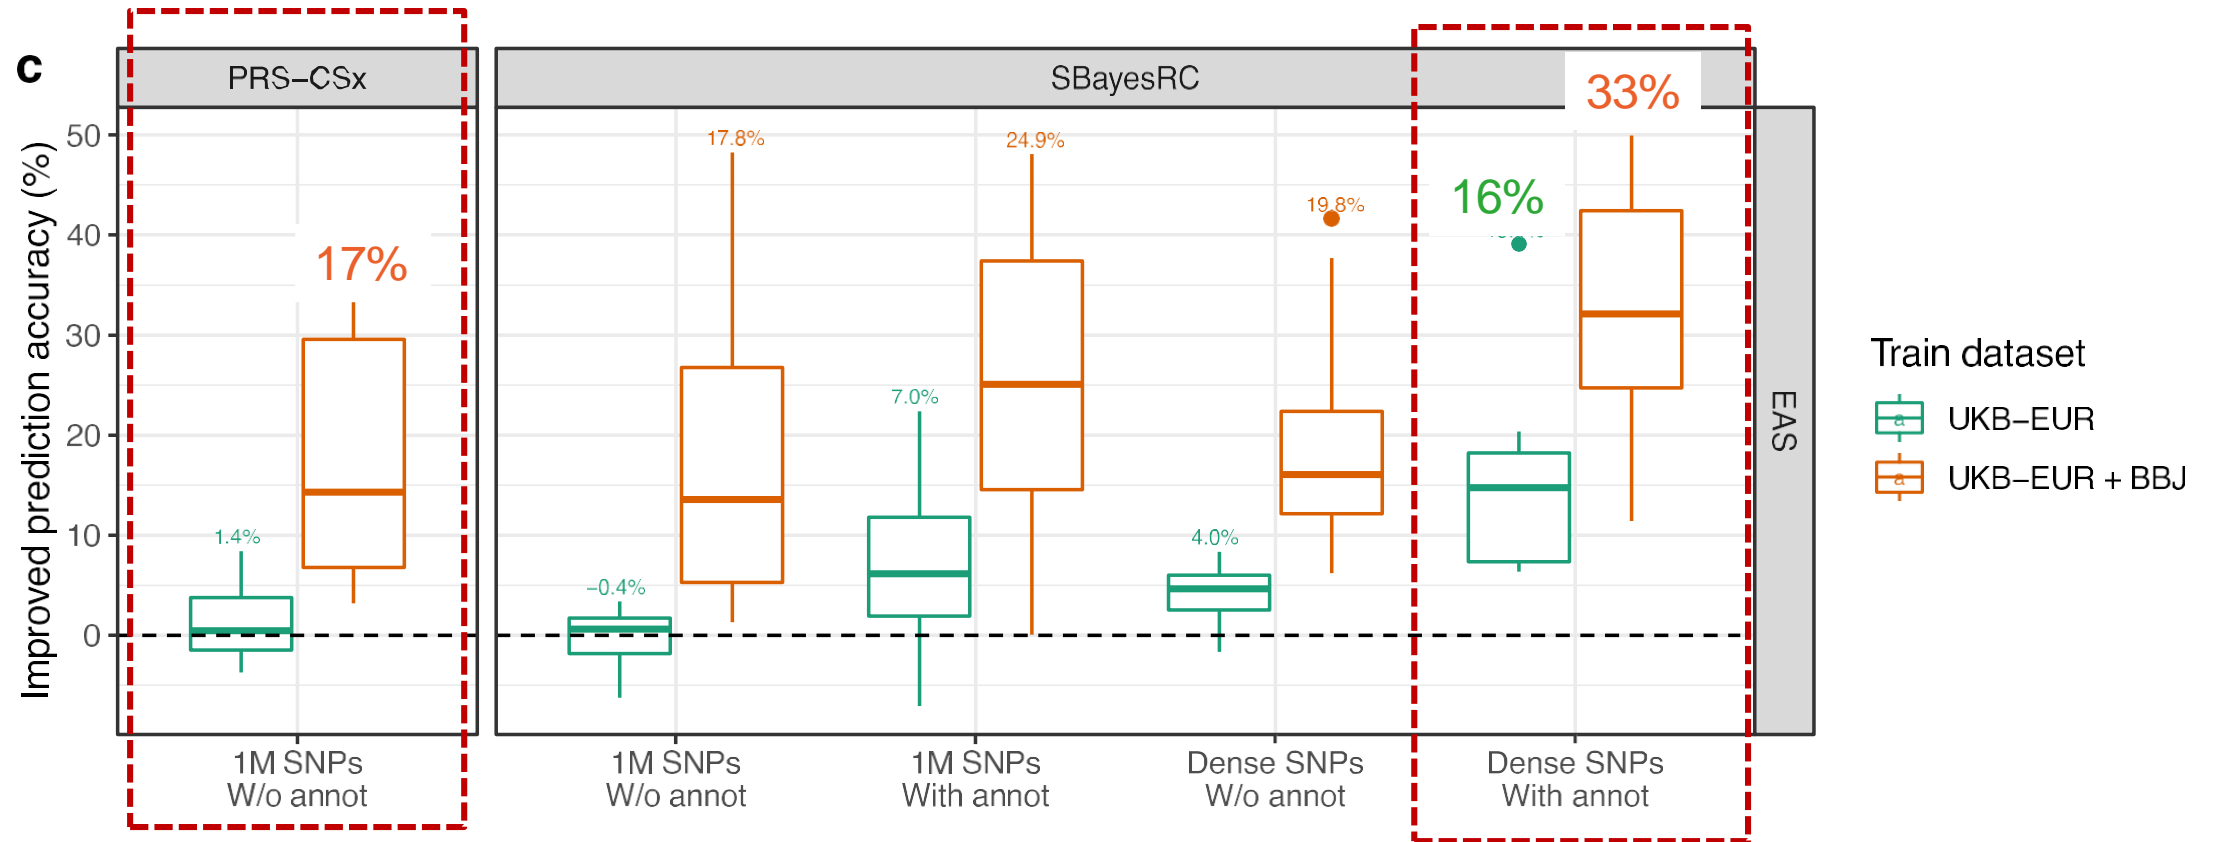 c
PRS−CSx
SBayesRC
33%
50
40
30
20
10
0
Improved prediction accuracy (%)
17.8%
24.9%
16%
19.8%
17%
7.0%
1.4%
4.0%
−0.4%
EAS
Train dataset
a UKB−EUR
a UKB−EUR + BBJ
1M SNPs
W/o annot
1M SNPs
W/o annot
1M SNPs
With annot
Dense SNPs
W/o annot
Dense SNPs
With annot